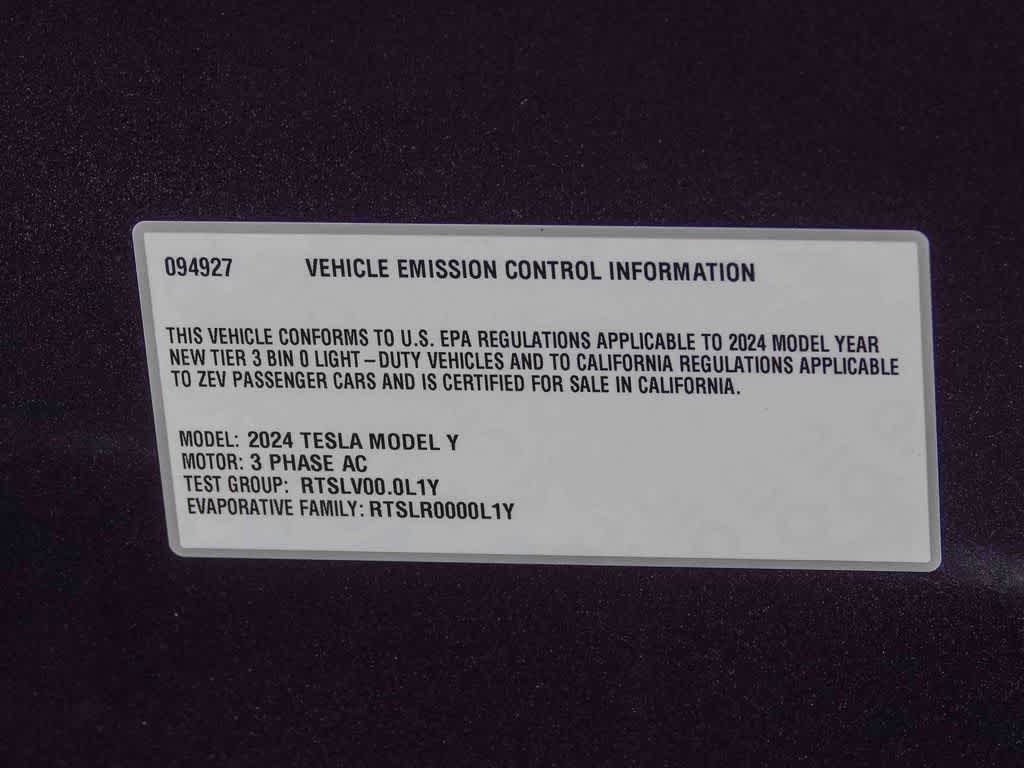 094927 VEHICLE EMISSION CONTROL INFORMATION
THIS VEHICLE CONFORMS TO U.S. EPA REGULATIONS APPLICABLE TO 2024 MODEL YEAR
NEW TIER 3 BIN 0 LIGHT–DUTY VEHICLES AND TO CALIFORNIA REGULATIONS APPLICABLE
TO ZEV PASSENGER CARS AND IS CERTIFIED FOR SALE IN CALIFORNIA.
MODEL: 2024 TESLA MODEL Y
MOTOR: 3 PHASE AC
TEST GROUP: RTSLV00.0L1Y
EVAPORATIVE FAMILY: RTSLR0000L1Y